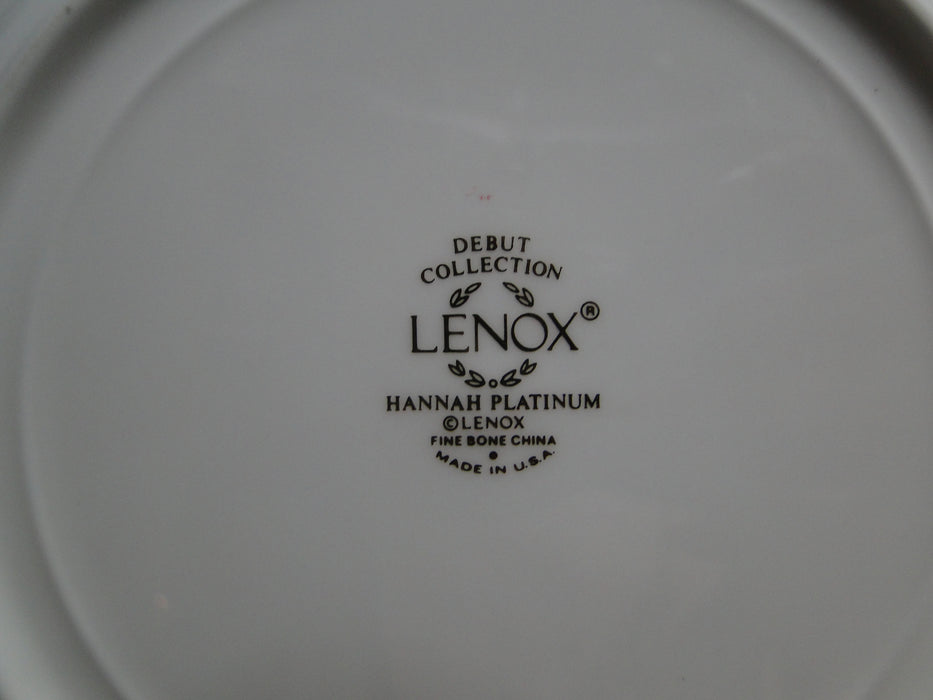 DEBUT
COLLECTION
LENOX®
HANNAH PLATINUM
©LENOX
FINE BONE CHINA
MADE IN U.S.A.